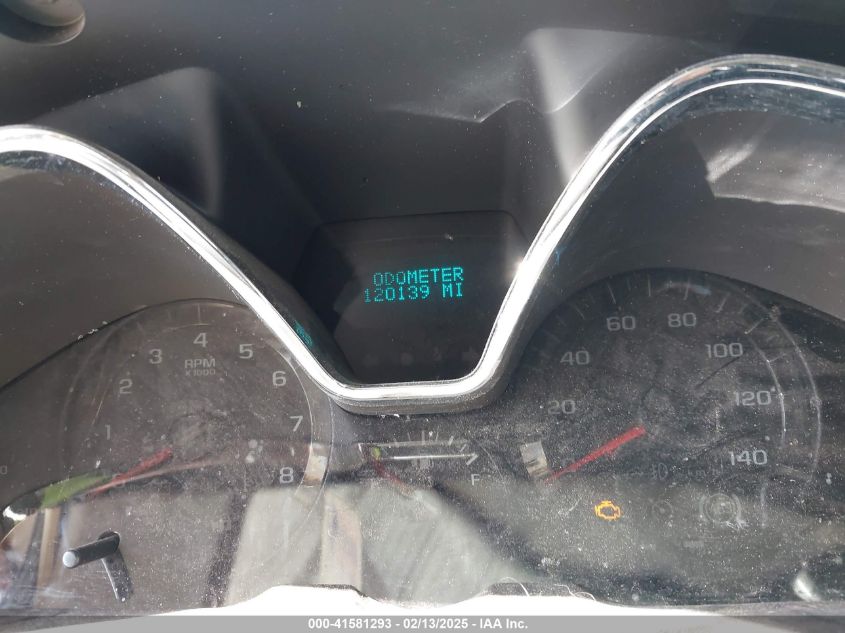 ODOMETER
120139 MI
1 2 3 4 5 6 7 8
RPM
X1000
F
20 40 60 80 100 120 140
000-41581293 - 02/13/2025 - IAA Inc.